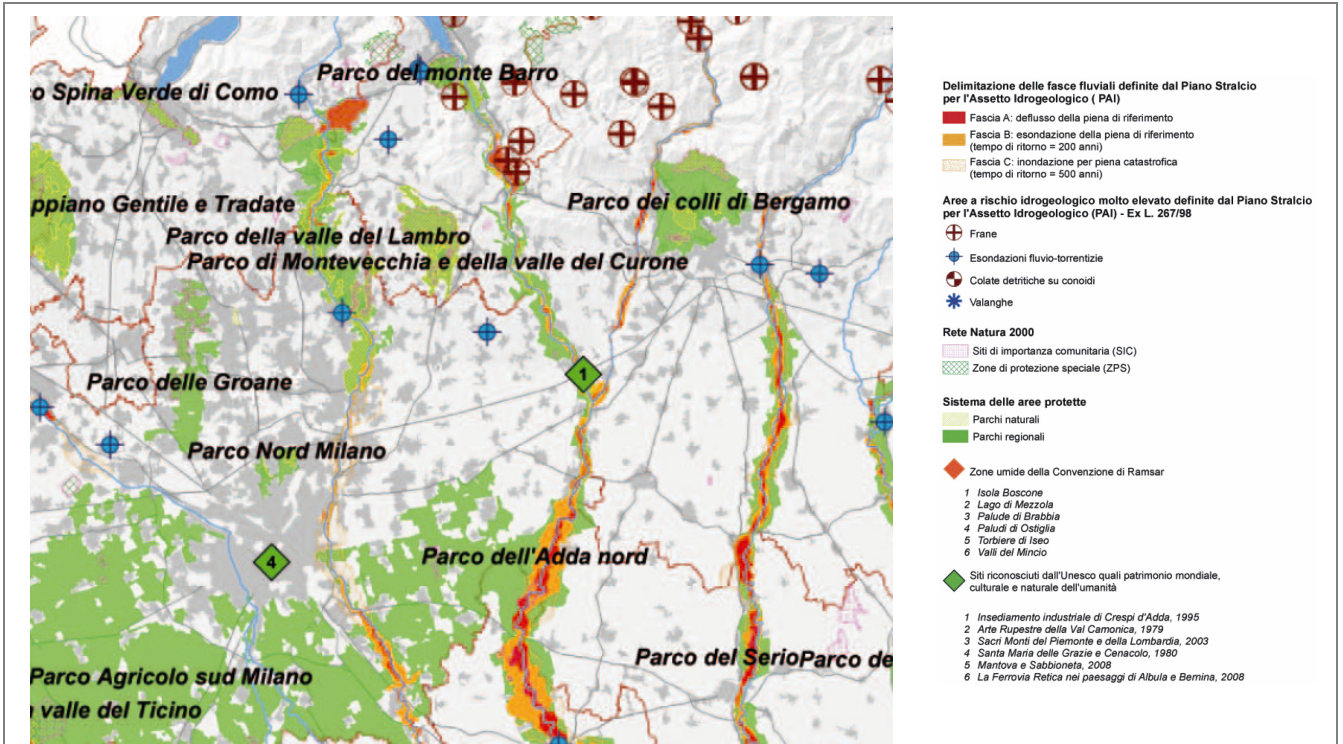 Parco del monte Barro
o Spina Verde di Como
ppiano Gentile e Tradate
Parco dei colli di Bergamo
Parco della valle del Lambro
Parco di Montevecchia e della valle del Curone
1
Parco delle Groane
Parco Nord Milano
Parco dell'Adda nord
4
Parco del Serio
Parco de
Parco Agricolo sud Milano
a valle del Ticino
Delimitazione delle fasce fluviali definite dal Piano Stralcio
per l'Assetto Idrogeologico ( PAI)
Fascia A: deflusso della piena di riferimento
Fascia B: esondazione della piena di riferimento
(tempo di ritorno = 200 anni)
Fascia C: inondazione per piena catastrofica
(tempo di ritorno = 500 anni)
Aree a rischio idrogeologico molto elevato definite dal Piano Stralcio
per l'Assetto Idrogeologico (PAI) - Ex L. 267/98
Frane
Esondazioni fluvio-torrentizie
Colate detritiche su conoidi
Valanghe
Rete Natura 2000
Siti di importanza comunitaria (SIC)
Zone di protezione speciale (ZPS)
Sistema delle aree protette
Parchi naturali
Parchi regionali
Zone umide della Convenzione di Ramsar
1 Isola Boscone
2 Lago di Mezzola
3 Palude di Brabbia
4 Paludi di Ostiglia
5 Torbiere di Iseo
6 Valli del Mincio
Siti riconosciuti dall'Unesco quali patrimonio mondiale,
culturale e naturale dell'umanità
1 Insediamento industriale di Crespi d'Adda, 1995
2 Arte Rupestre della Val Camonica, 1979
3 Sacri Monti del Piemonte e della Lombardia, 2003
4 Santa Maria delle Grazie e Cenacolo, 1980
5 Mantova e Sabbioneta, 2008
6 La Ferrovia Retica nei paesaggi di Albula e Bernina, 2008